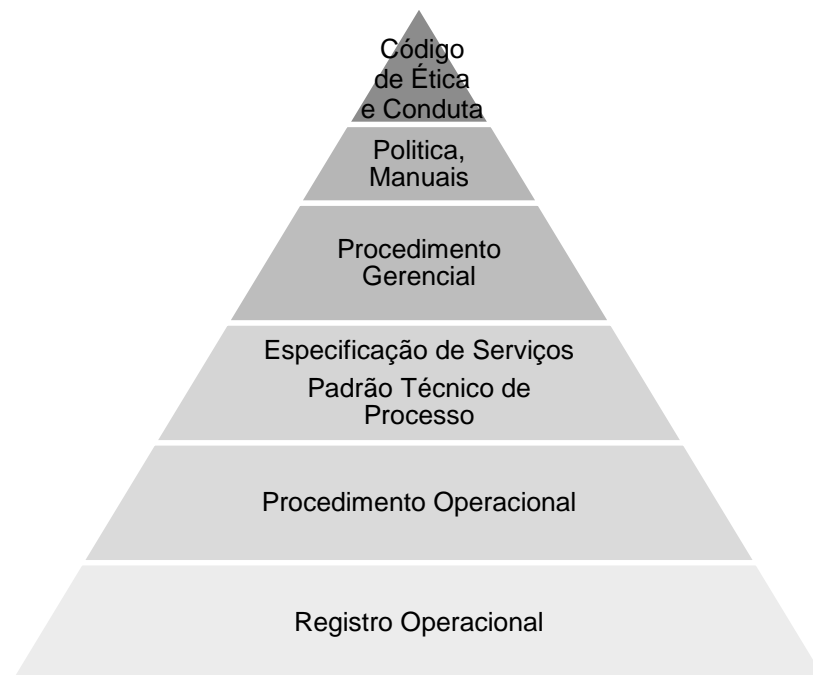 Código
de Ética
e Conduta
Politica,
Manuais
Procedimento
Gerencial
Especificação de Serviços
Padrão Técnico de
Processo
Procedimento Operacional
Registro Operacional